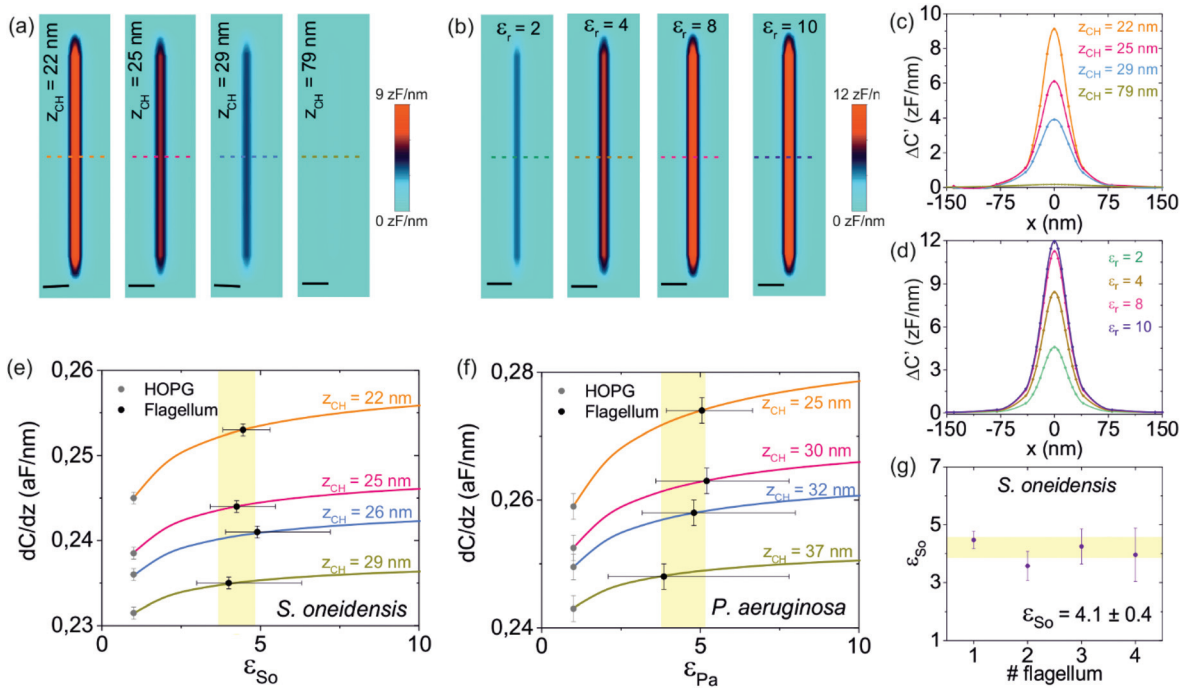 (a)
z_CH = 22 nm
z_CH = 25 nm
z_CH = 29 nm
z_CH = 79 nm
9 zF/nm
0 zF/nm
(b)
ε_r = 2
ε_r = 4
ε_r = 8
ε_r = 10
12 zF/n
0 zF/nm
(c)
10
8
6
4
2
0
ΔC' (zF/nm)
z_CH = 22 nm
z_CH = 25 nm
z_CH = 29 nm
z_CH = 79 nm
-150
-75
0
75
150
x (nm)
(d)
12
9
6
3
0
ΔC' (zF/nm)
ε_r = 2
ε_r = 4
ε_r = 8
ε_r = 10
-150
-75
0
75
150
x (nm)
(e)
0,26
0,25
0,24
0,23
dC/dz (aF/nm)
HOPG
Flagellum
z_CH = 22 nm
z_CH = 25 nm
z_CH = 26 nm
z_CH = 29 nm
S. oneidensis
0
5
10
ε_So
(f)
0,28
0,26
0,24
dC/dz (aF/nm)
HOPG
Flagellum
z_CH = 25 nm
z_CH = 30 nm
z_CH = 32 nm
z_CH = 37 nm
P. aeruginosa
0
5
10
ε_Pa
(g)
7
5
3
1
ε_So
S. oneidensis
ε_So = 4.1 ± 0.4
1
2
3
4
# flagellum